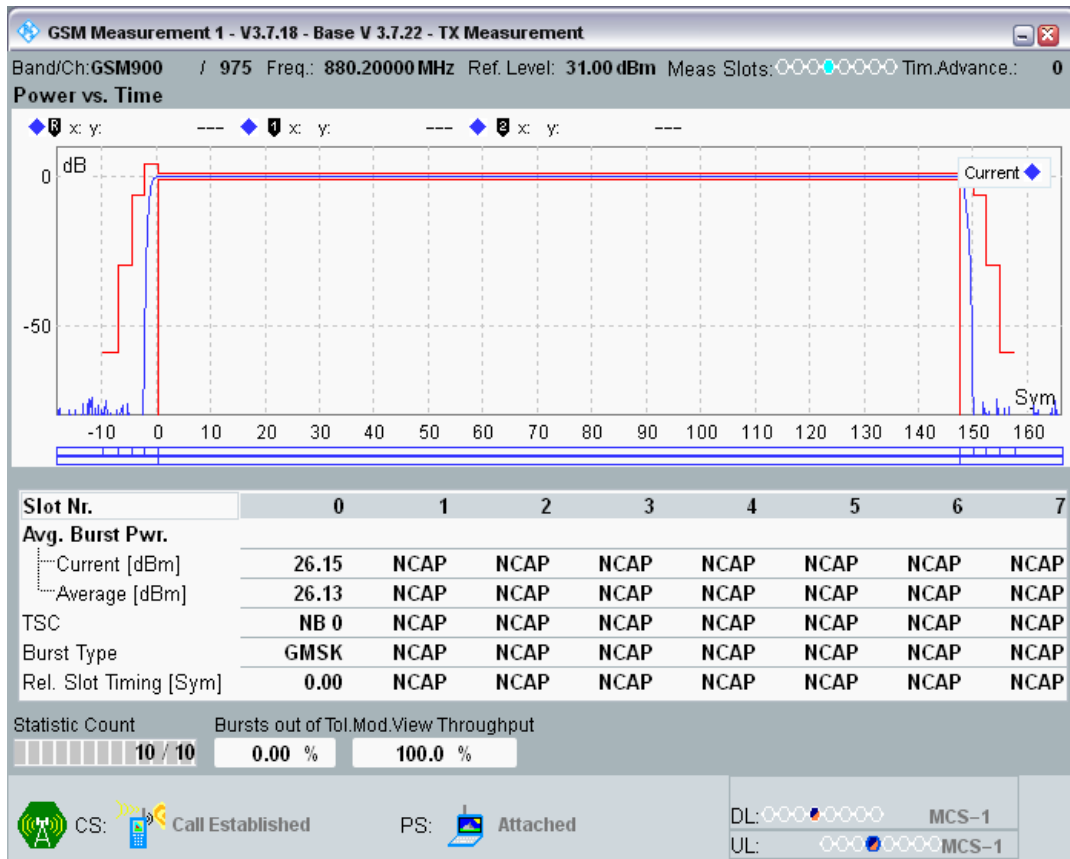 GSM Measurement 1 - V3.7.18 - Base V 3.7.22 - TX Measurement
Band/Ch:GSM900 / 975 Freq.: 880.20000 MHz Ref. Level: 31.00 dBm Meas Slots: Tim.Advance.: 0
Power vs. Time
R x: y: --- 1 x: y: --- 2 x: y: ---
dB
Current
0
-50
Sym
-10 0 10 20 30 40 50 60 70 80 90 100 110 120 130 140 150 160
Slot Nr. 0 1 2 3 4 5 6 7
Avg. Burst Pwr.
Current [dBm] 26.15 NCAP NCAP NCAP NCAP NCAP NCAP NCAP
Average [dBm] 26.13 NCAP NCAP NCAP NCAP NCAP NCAP NCAP
TSC NB 0 NCAP NCAP NCAP NCAP NCAP NCAP NCAP
Burst Type GMSK NCAP NCAP NCAP NCAP NCAP NCAP NCAP
Rel. Slot Timing [Sym] 0.00 NCAP NCAP NCAP NCAP NCAP NCAP NCAP
Statistic Count Bursts out of Tol. Mod.View Throughput
10 / 10 0.00 % 100.0 %
CS: Call Established PS: Attached DL: MCS-1
UL: MCS-1